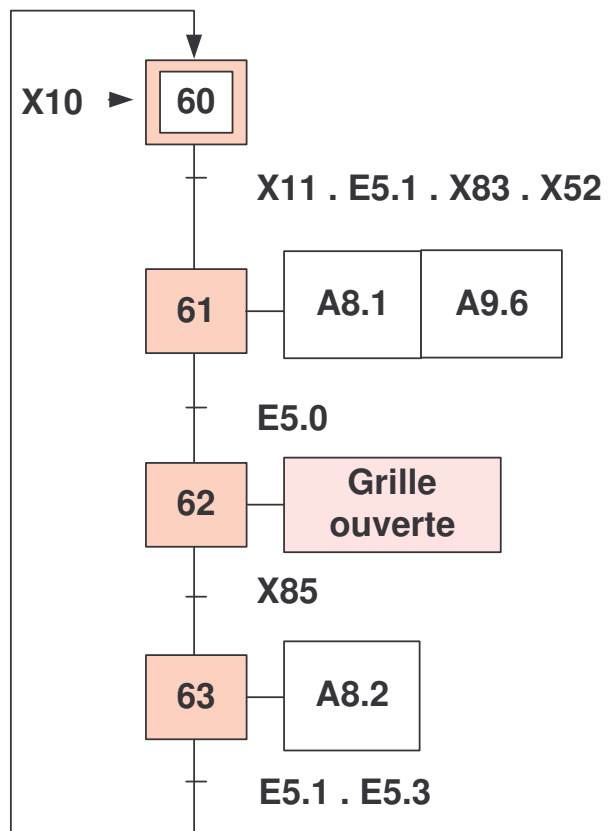 X10
60
X11 . E5.1 . X83 . X52
61
A8.1
A9.6
E5.0
62
Grille
ouverte
X85
63
A8.2
E5.1 . E5.3